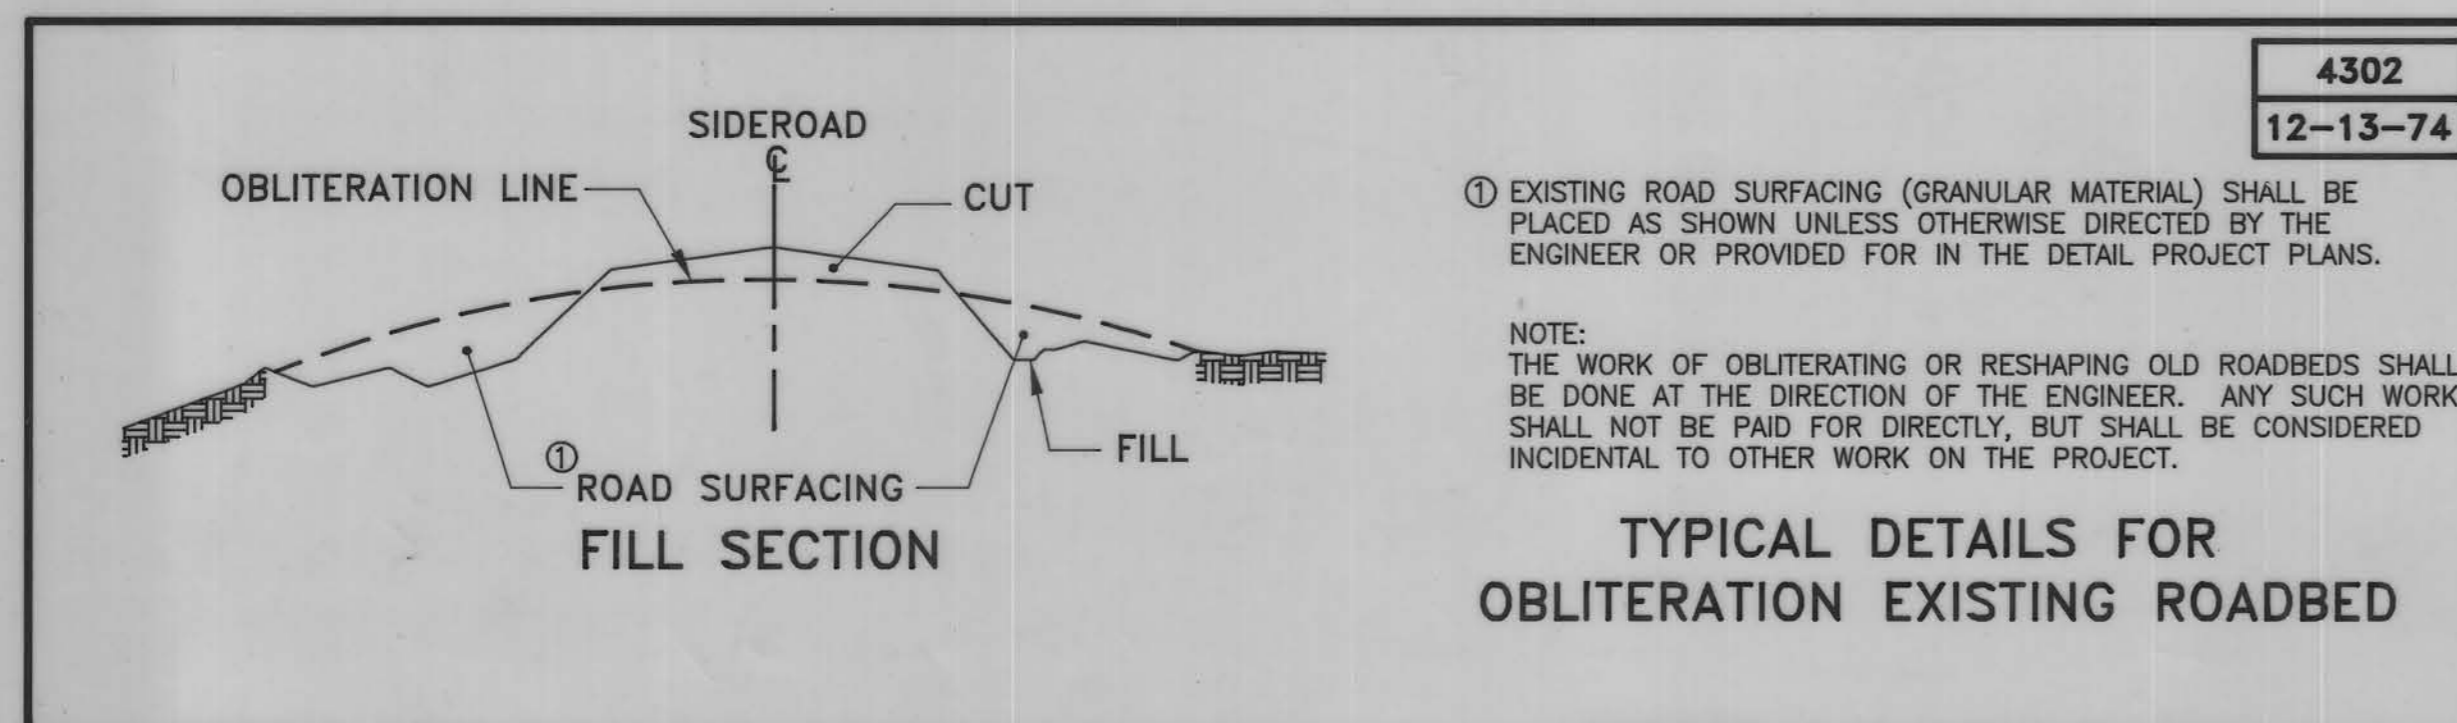 4302
12-13-74
SIDEROAD
℄
OBLITERATION LINE
CUT
① ROAD SURFACING
FILL
FILL SECTION
① EXISTING ROAD SURFACING (GRANULAR MATERIAL) SHALL BE
PLACED AS SHOWN UNLESS OTHERWISE DIRECTED BY THE
ENGINEER OR PROVIDED FOR IN THE DETAIL PROJECT PLANS.
NOTE:
THE WORK OF OBLITERATING OR RESHAPING OLD ROADBEDS SHALL
BE DONE AT THE DIRECTION OF THE ENGINEER. ANY SUCH WORK
SHALL NOT BE PAID FOR DIRECTLY, BUT SHALL BE CONSIDERED
INCIDENTAL TO OTHER WORK ON THE PROJECT.
TYPICAL DETAILS FOR
OBLITERATION EXISTING ROADBED